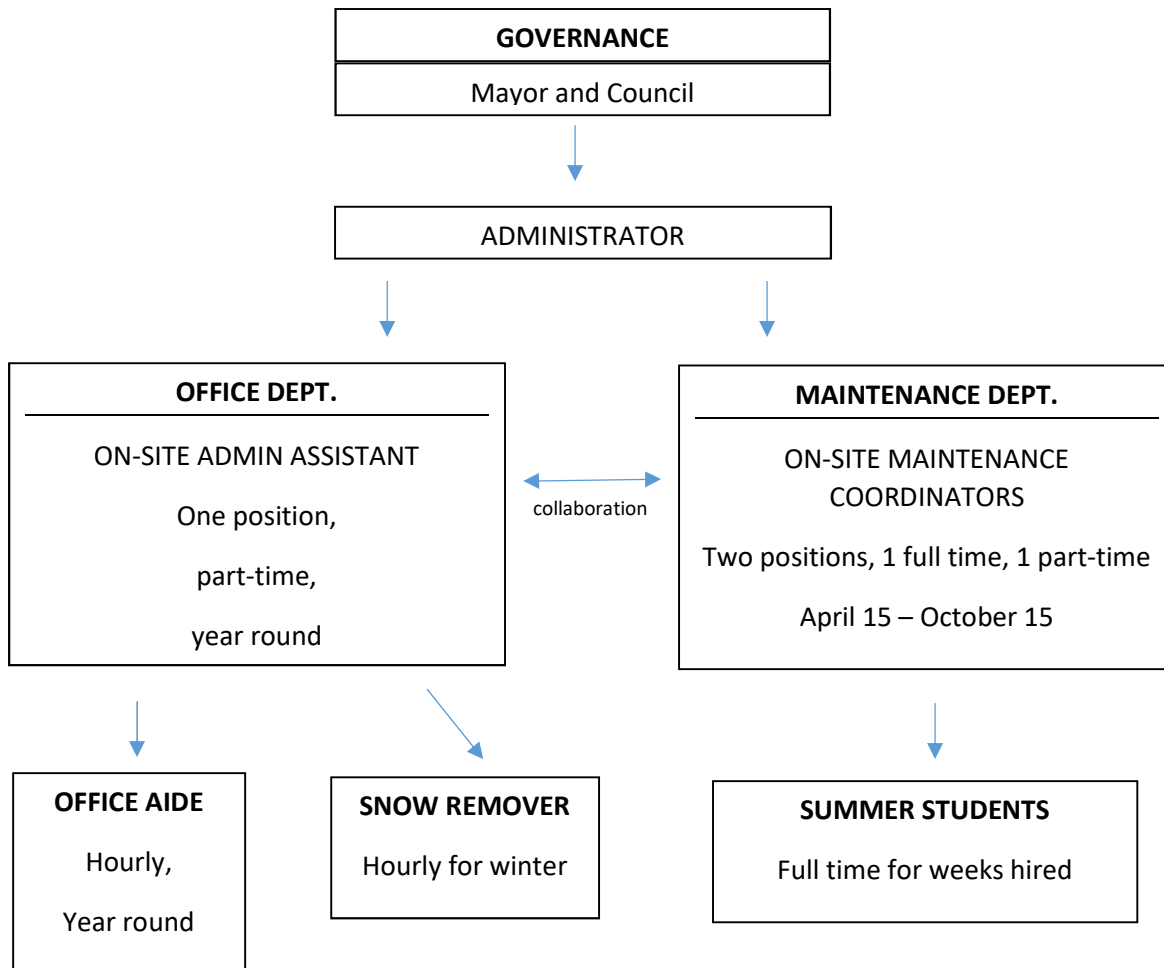 GOVERNANCE
Mayor and Council
ADMINISTRATOR
OFFICE DEPT.
ON-SITE ADMIN ASSISTANT
One position,
part-time,
year round
collaboration
MAINTENANCE DEPT.
ON-SITE MAINTENANCE
COORDINATORS
Two positions, 1 full time, 1 part-time
April 15 – October 15
OFFICE AIDE
Hourly,
Year round
SNOW REMOVER
Hourly for winter
SUMMER STUDENTS
Full time for weeks hired